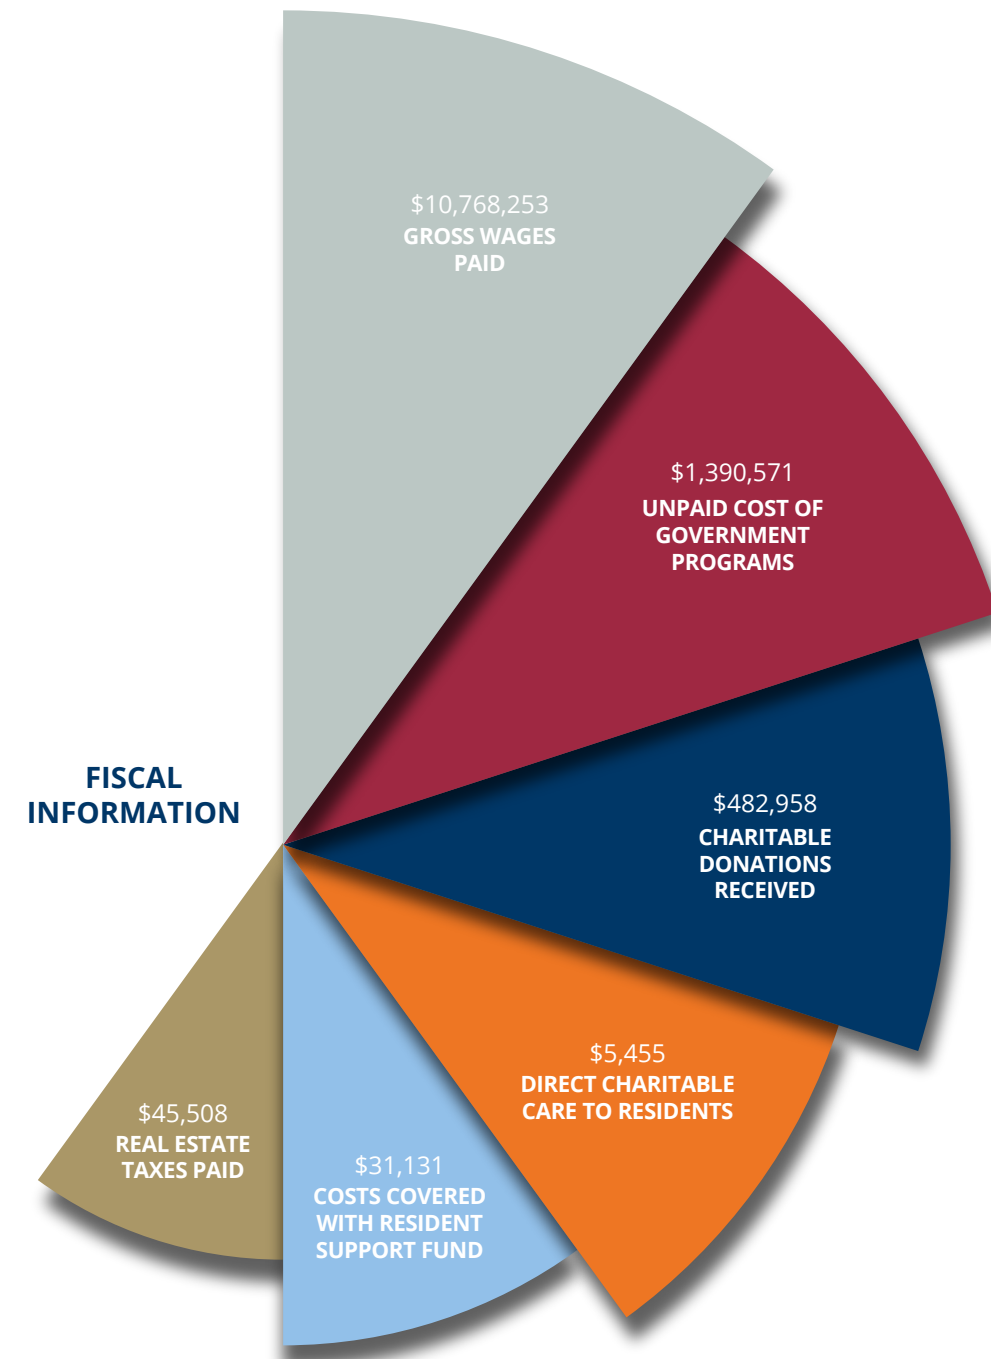 $10,768,253
GROSS WAGES
PAID
$1,390,571
UNPAID COST OF
GOVERNMENT
PROGRAMS
FISCAL
INFORMATION
$482,958
CHARITABLE
DONATIONS
RECEIVED
$5,455
DIRECT CHARITABLE
CARE TO RESIDENTS
$31,131
COSTS COVERED
WITH RESIDENT
SUPPORT FUND
$45,508
REAL ESTATE
TAXES PAID